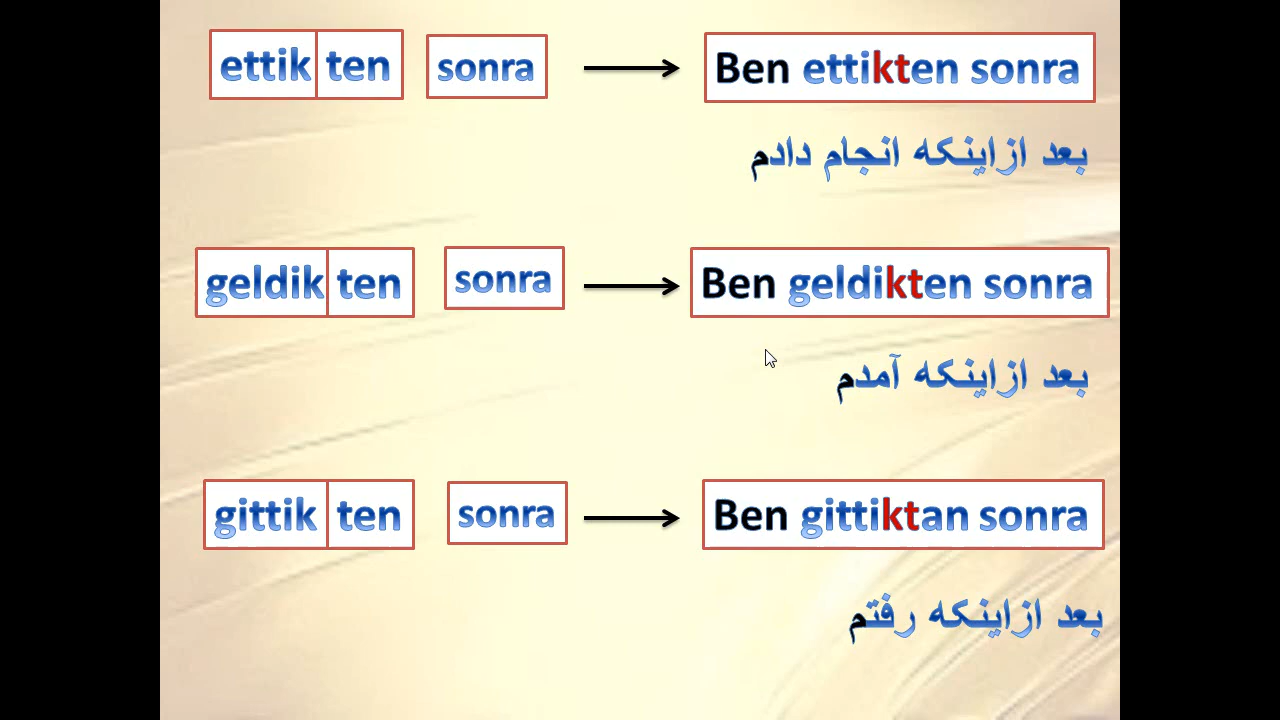 ettik ten sonra Ben ettikten sonra
بعد ازاینکه انجام دادم
geldik ten sonra Ben geldikten sonra
بعد ازاینکه آمدم
gittik ten sonra Ben gittiktan sonra
بعد ازاینکه رفتم